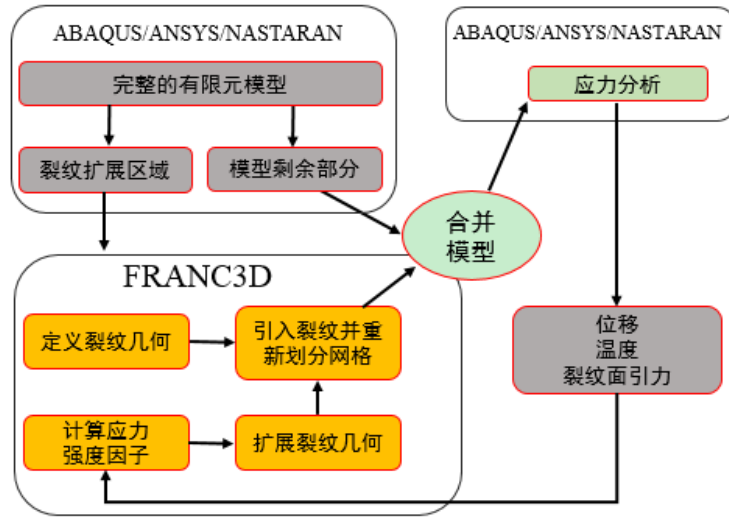 ABAQUS/ANSYS/NASTARAN
完整的有限元模型
裂纹扩展区域
模型剩余部分
ABAQUS/ANSYS/NASTARAN
应力分析
合并
模型
FRANC3D
定义裂纹几何
引入裂纹并重
新划分网格
计算应力
强度因子
扩展裂纹几何
位移
温度
裂纹面引力